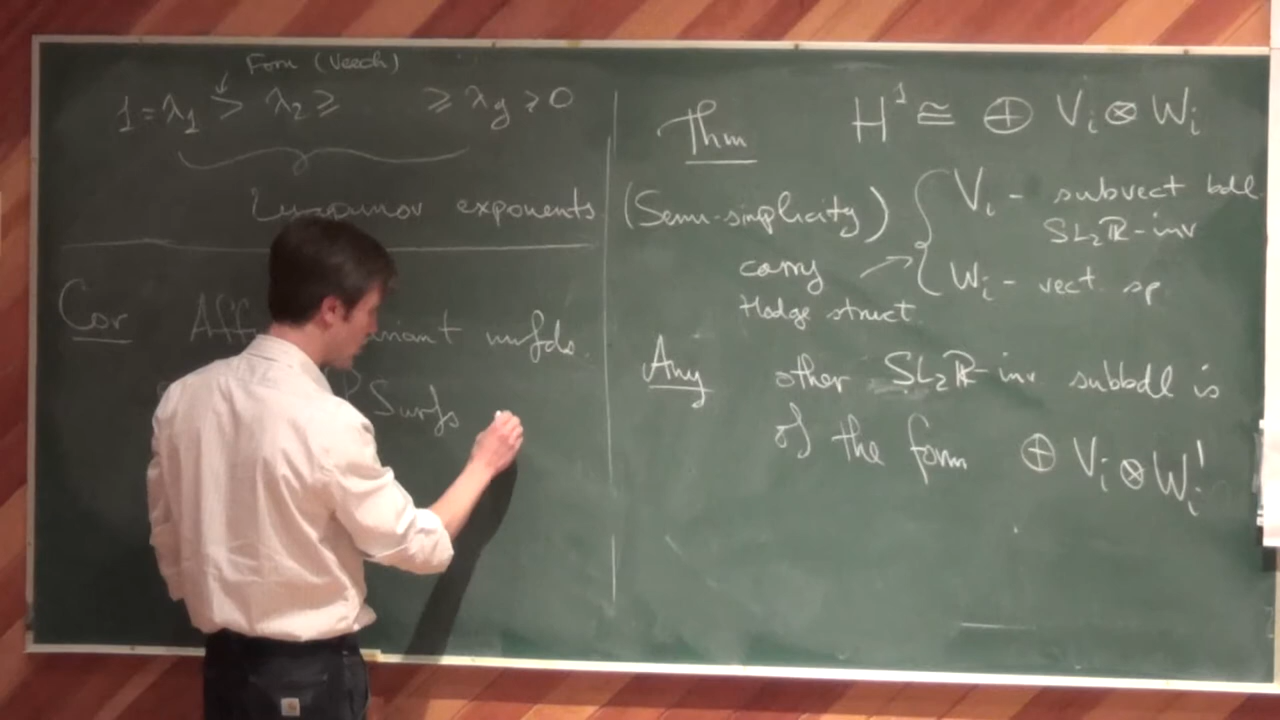 Forni (Veech)
1 = λ₁ > λ₂ ≥ ≥ λg ≥ 0
Lyapunov exponents
Cor Aff mnfds.
Surfs
Thm H¹ ≅ ⊕ Vᵢ ⊗ Wᵢ
(Semi-simplicity) { Vᵢ - subvect bdl
SL₂ℝ-inv
carry Wᵢ - vect. sp
Hodge struct.
Any other SL₂ℝ-inv subbdl is
of the form ⊕ Vᵢ ⊗ Wᵢ'